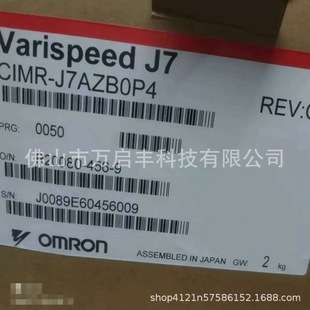 Varispeed J7
CIMR-J7AZB0P4
REV:
PRG: 0050
佛山市万启丰科技有限公司
O/N
S/N J0089E60456009
OMRON
ASSEMBLED IN JAPAN GW: 2 kg
shop4121n57586152.1688.com